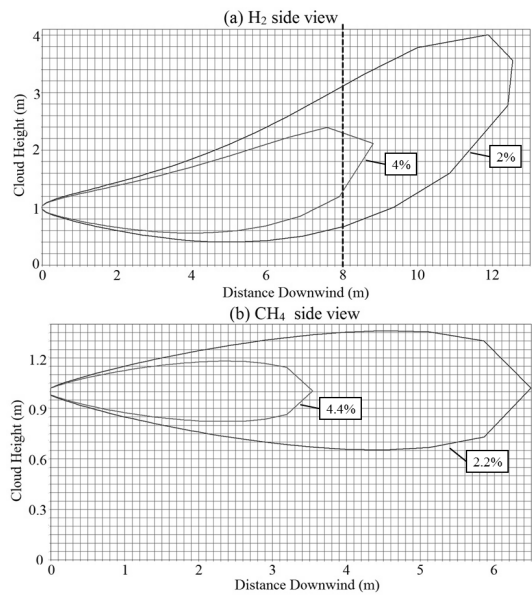 (a) H₂ side view
Cloud Height (m)
4
3
2
1
0
4%
2%
0 2 4 6 8 10 12
Distance Downwind (m)
(b) CH₄ side view
Cloud Height (m)
1.2
0.9
0.6
0.3
0
4.4%
2.2%
0 1 2 3 4 5 6
Distance Downwind (m)